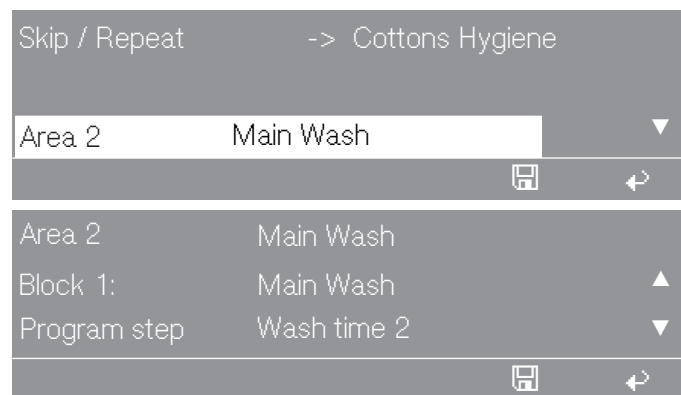 Skip / Repeat -> Cottons Hygiene
Area 2 Main Wash
Area 2 Main Wash
Block 1: Main Wash
Program step Wash time 2